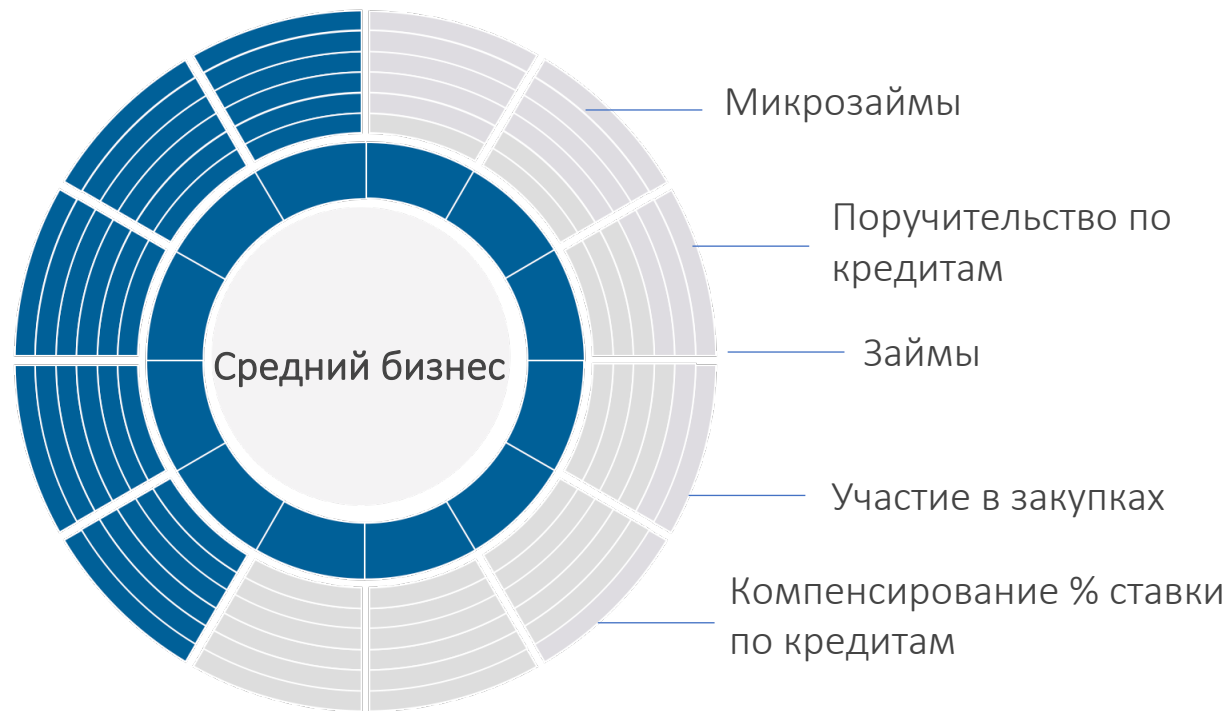 Микрозаймы
Поручительство по
кредитам
Займы
Средний бизнес
Участие в закупках
Компенсирование % ставки
по кредитам